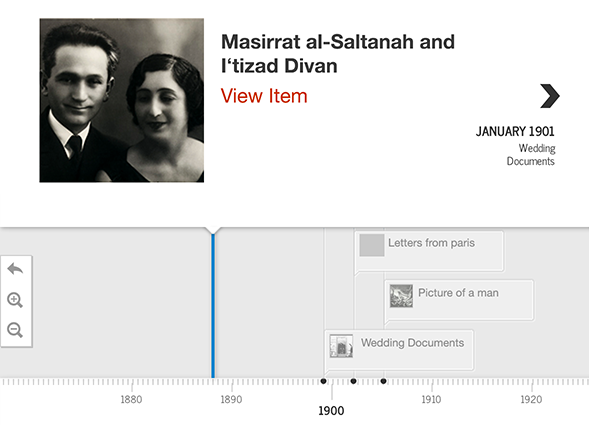 Masirrat al-Saltanah and
I‘tizad Divan
View Item
JANUARY 1901
Wedding
Documents
Letters from paris
Picture of a man
Wedding Documents
1880
1890
1900
1910
1920